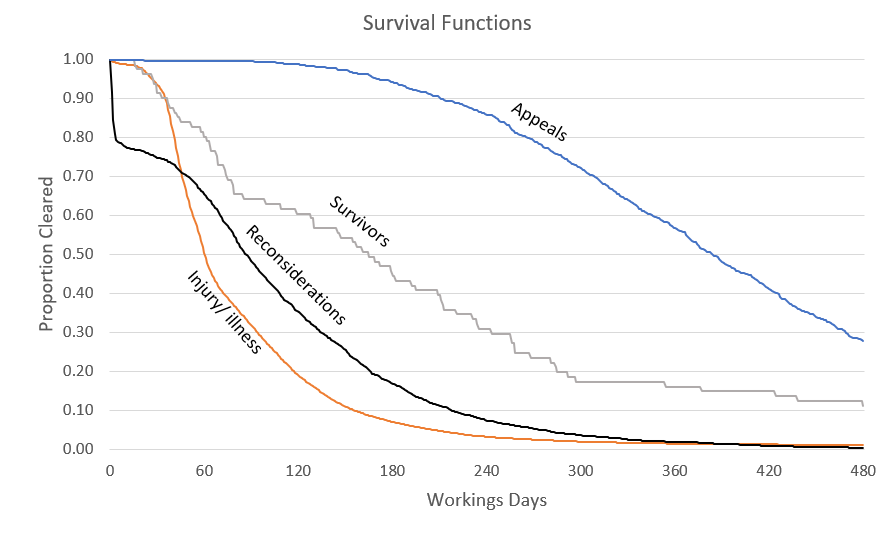 Survival Functions
1.00
0.90
0.80
0.70
0.60
0.50
0.40
0.30
0.20
0.10
0.00
Proportion Cleared
Appeals
Survivors
Reconsiderations
Injury/ illness
0 60 120 180 240 300 360 420 480
Workings Days